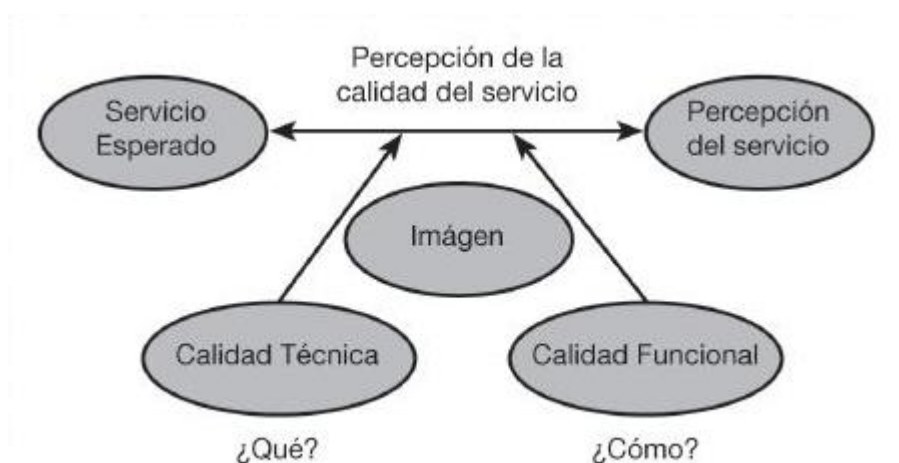 Percepción de la
calidad del servicio
Servicio
Esperado
Percepción
del servicio
Imágen
Calidad Técnica
Calidad Funcional
¿Qué?
¿Cómo?